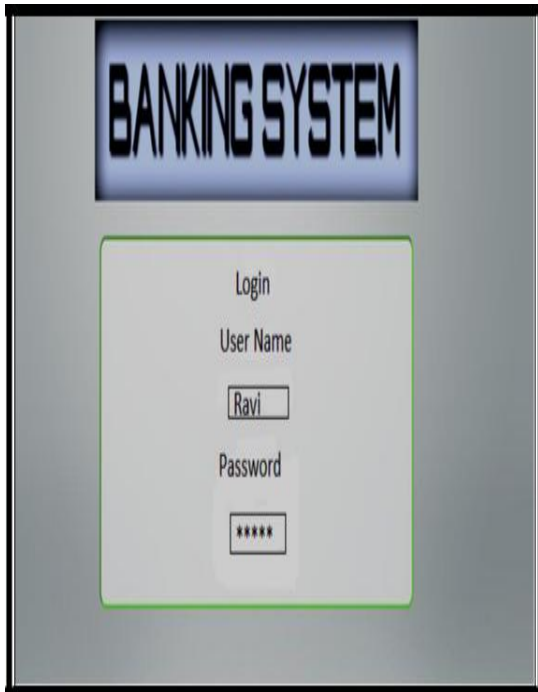 BANKING SYSTEM
Login
User Name
Ravi
Password
*****